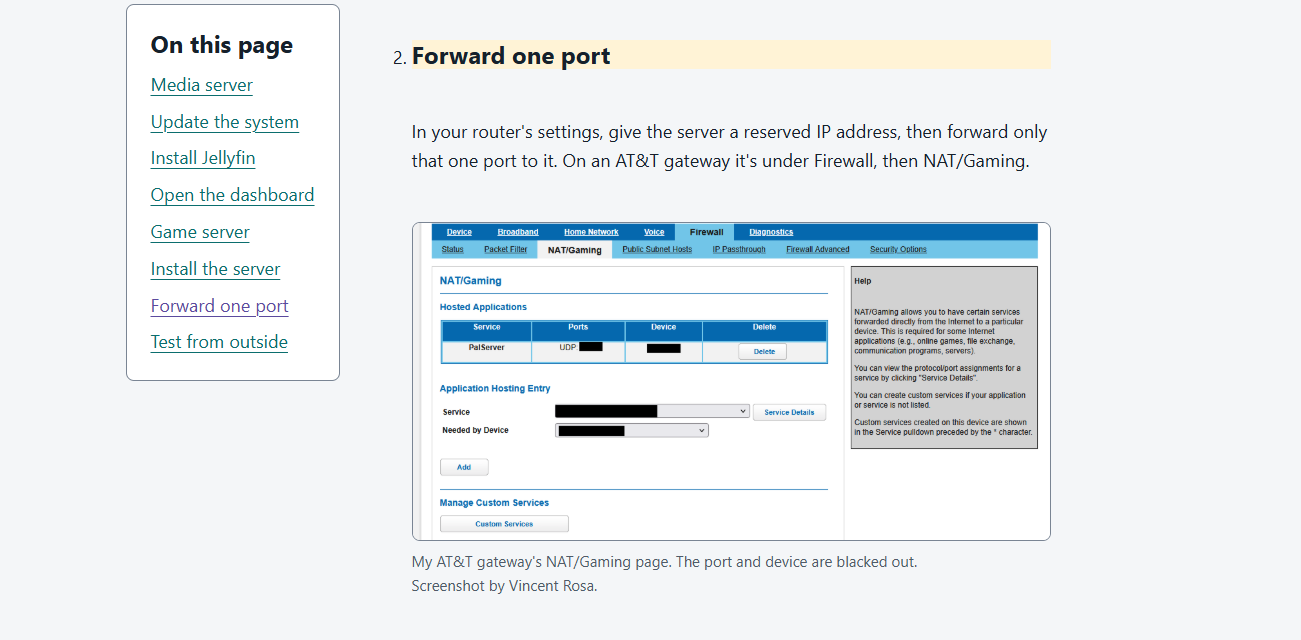 On this page
Media server
Update the system
Install Jellyfin
Open the dashboard
Game server
Install the server
Forward one port
Test from outside
2. Forward one port
In your router's settings, give the server a reserved IP address, then forward only
that one port to it. On an AT&T gateway it's under Firewall, then NAT/Gaming.
Device Broadband Home Network Voice Firewall Diagnostics
Status Packet Filter NAT/Gaming Public Subnet Hosts IP Passthrough Firewall Advanced Security Options
NAT/Gaming
Hosted Applications
Service Ports Device Delete
PalServer UDP Delete
Application Hosting Entry
Service Service Details
Needed by Device
Add
Manage Custom Services
Custom Services
Help
NAT/Gaming allows you to have certain services
forwarded directly from the Internet to a particular
device. This is required for some Internet
applications (e.g., online games, file exchange,
communication programs, servers).
You can view the protocol/port assignments for a
service by clicking "Service Details".
You can create custom services if your application
or service is not listed.
Custom services created on this device are shown
in the Service pulldown preceded by the * character.
My AT&T gateway's NAT/Gaming page. The port and device are blacked out.
Screenshot by Vincent Rosa.